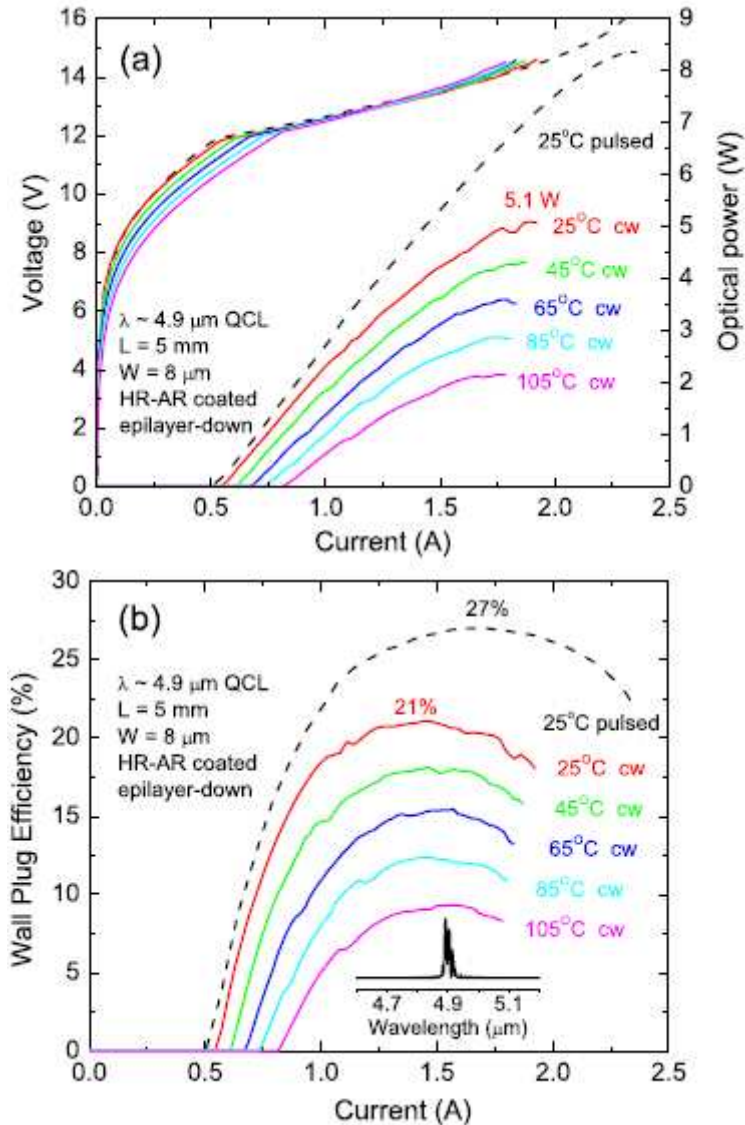 (a)
16
14
12
10
8
6
4
2
0
Voltage (V)
9
8
7
6
5
4
3
2
1
0
Optical power (W)
25°C pulsed
5.1 W
25°C cw
45°C cw
65°C cw
85°C cw
105°C cw
λ ~ 4.9 μm QCL
L = 5 mm
W = 8 μm
HR-AR coated
epilayer-down
0.0 0.5 1.0 1.5 2.0 2.5
Current (A)
(b)
30
25
20
15
10
5
0
Wall Plug Efficiency (%)
27%
λ ~ 4.9 μm QCL
L = 5 mm
W = 8 μm
HR-AR coated
epilayer-down
21%
25°C pulsed
25°C cw
45°C cw
65°C cw
85°C cw
105°C cw
4.7 4.9 5.1
Wavelength (μm)
0.0 0.5 1.0 1.5 2.0 2.5
Current (A)